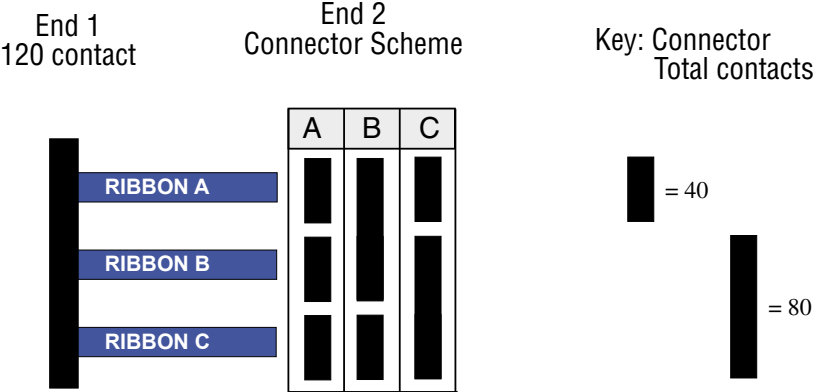 End 1
120 contact
End 2
Connector Scheme
Key: Connector
Total contacts
A B C
RIBBON A
RIBBON B
RIBBON C
= 40
= 80